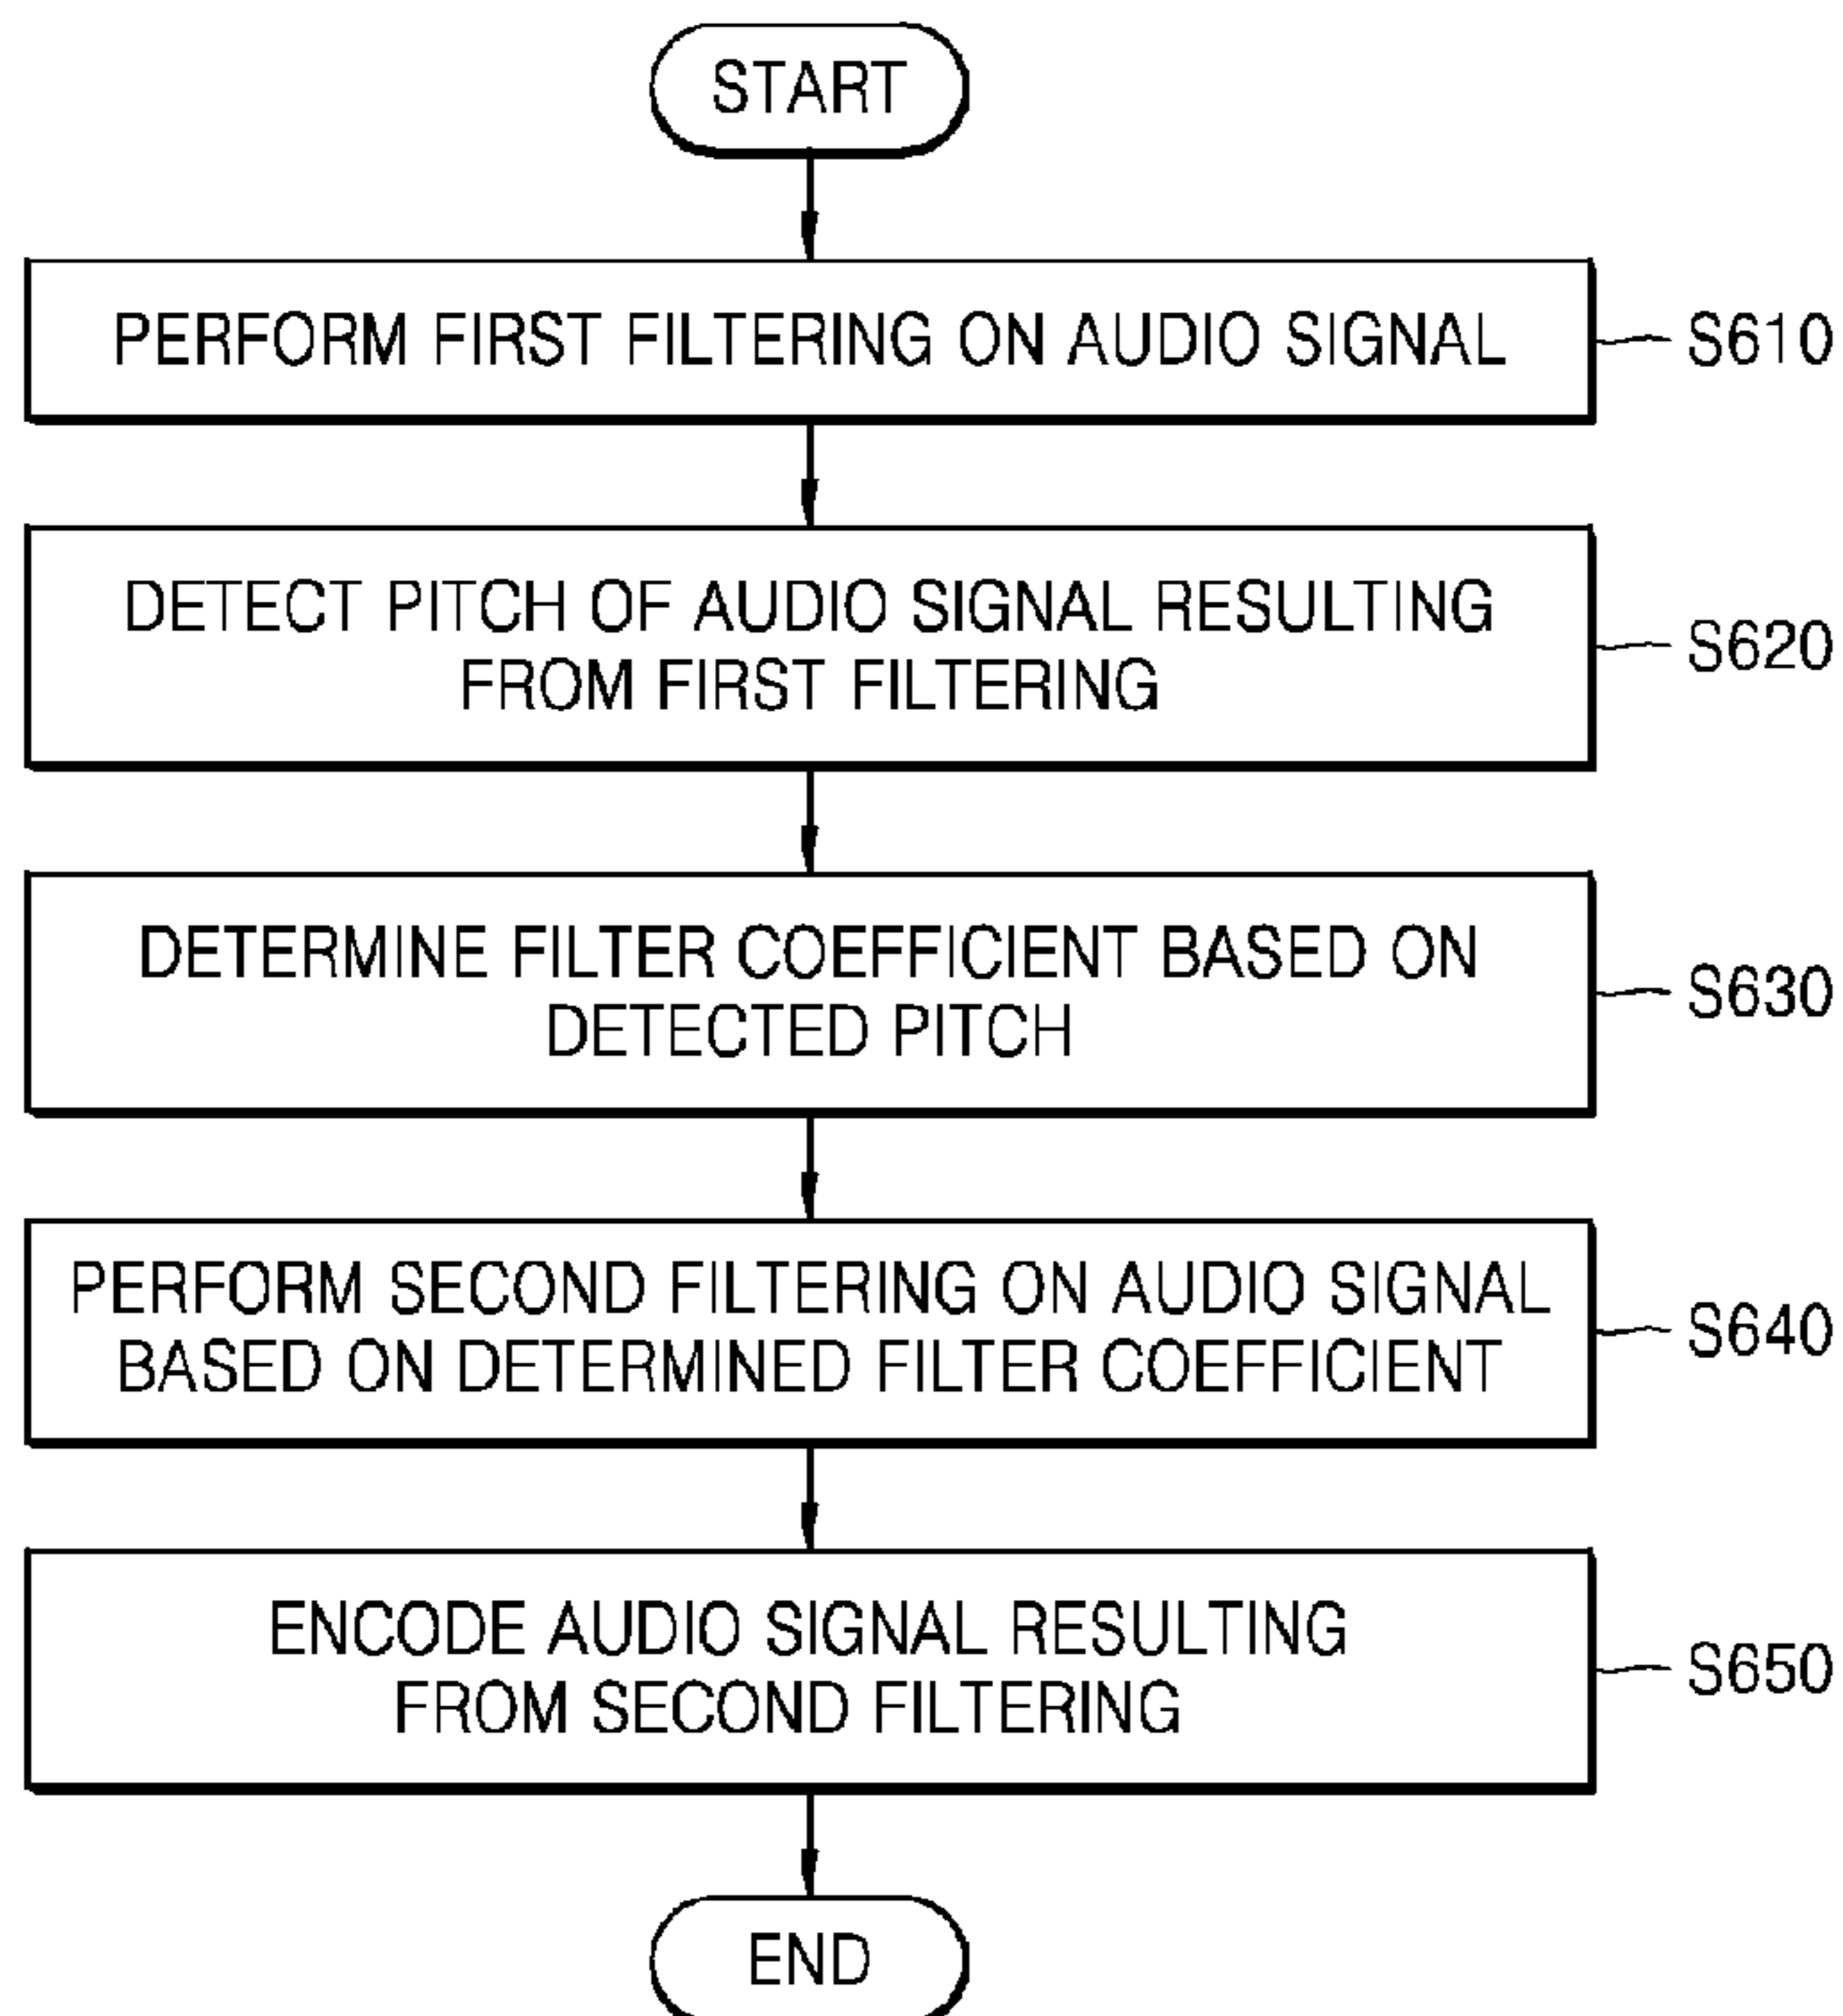 START
PERFORM FIRST FILTERING ON AUDIO SIGNAL
S610
DETECT PITCH OF AUDIO SIGNAL RESULTING
FROM FIRST FILTERING
S620
DETERMINE FILTER COEFFICIENT BASED ON
DETECTED PITCH
S630
PERFORM SECOND FILTERING ON AUDIO SIGNAL
BASED ON DETERMINED FILTER COEFFICIENT
S640
ENCODE AUDIO SIGNAL RESULTING
FROM SECOND FILTERING
S650
END